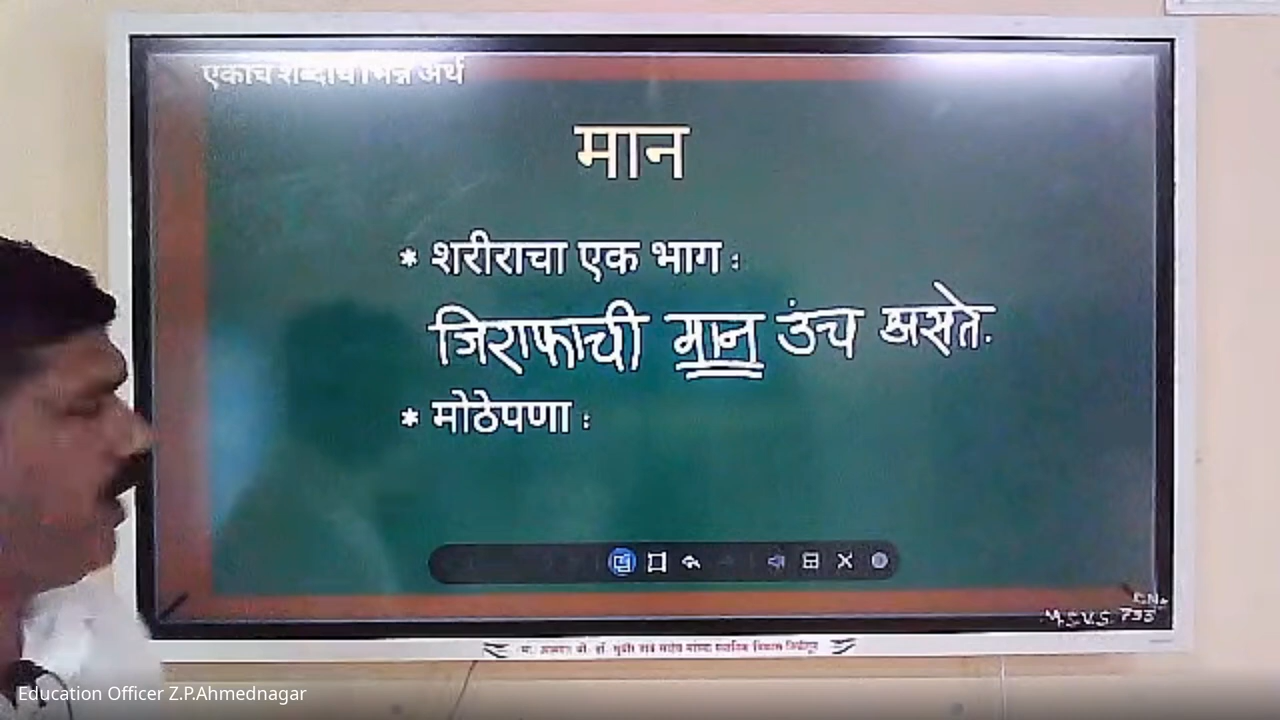 एकाच शब्दाचे भिन्न अर्थ
मान
* शरीराचा एक भाग :
जिराफाची मान उंच असते.
* मोठेपणा :
Education Officer Z.P.Ahmednagar